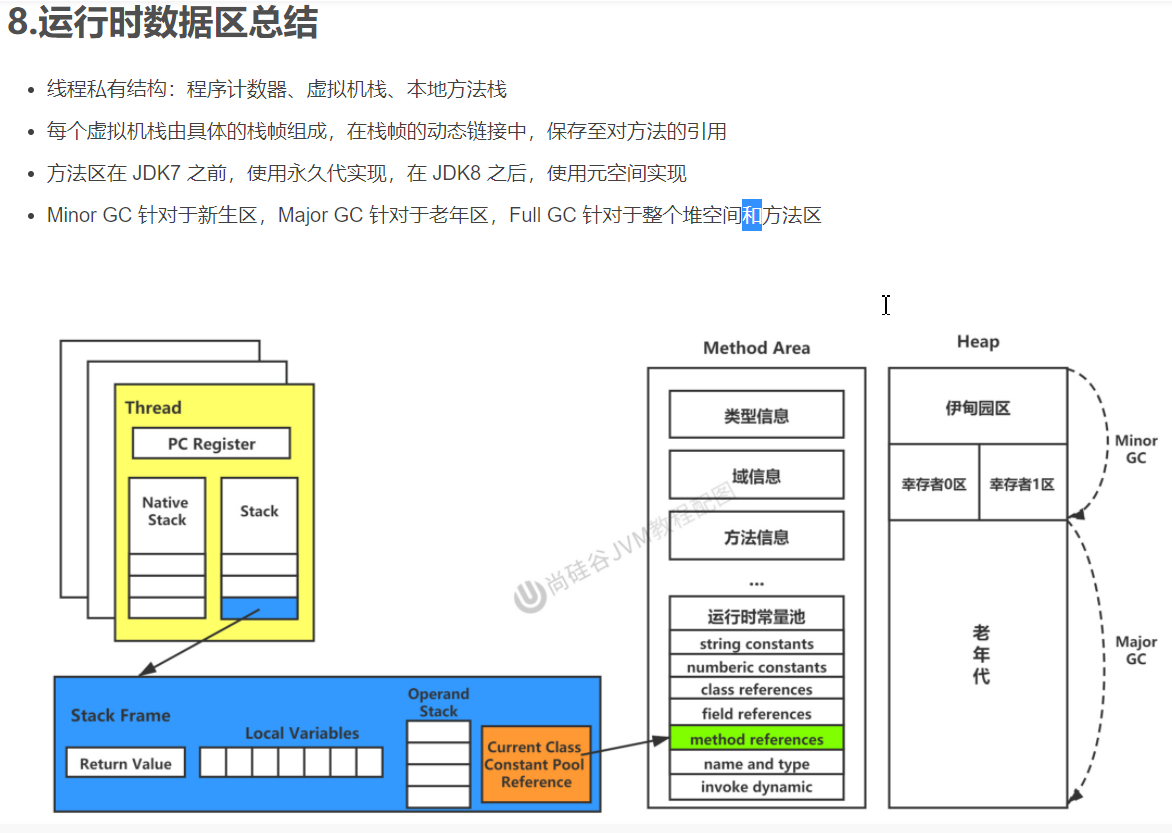 8.运行时数据区总结
线程私有结构：程序计数器、虚拟机栈、本地方法栈
每个虚拟机栈由具体的栈帧组成，在栈帧的动态链接中，保存至对方法的引用
方法区在 JDK7 之前，使用永久代实现，在 JDK8 之后，使用元空间实现
Minor GC 针对于新生区，Major GC 针对于老年区，Full GC 针对于整个堆空间和方法区
Thread
PC Register
Native
Stack
Stack
Stack Frame
Return Value
Local Variables
Operand
Stack
Current Class
Constant Pool
Reference
Method Area
类型信息
域信息
方法信息
...
运行时常量池
string constants
numberic constants
class references
field references
method references
name and type
invoke dynamic
Heap
伊甸园区
幸存者0区
幸存者1区
老
年
代
Minor
GC
Major
GC
尚硅谷JVM教程配图